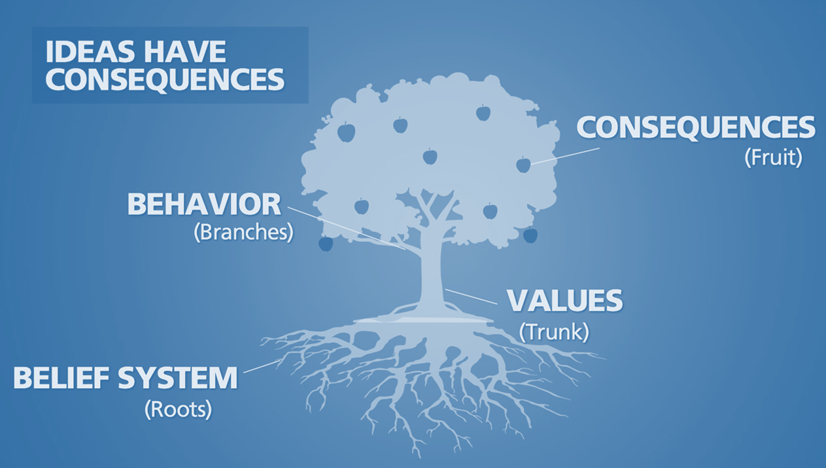 IDEAS HAVE
CONSEQUENCES
CONSEQUENCES
(Fruit)
BEHAVIOR
(Branches)
VALUES
(Trunk)
BELIEF SYSTEM
(Roots)